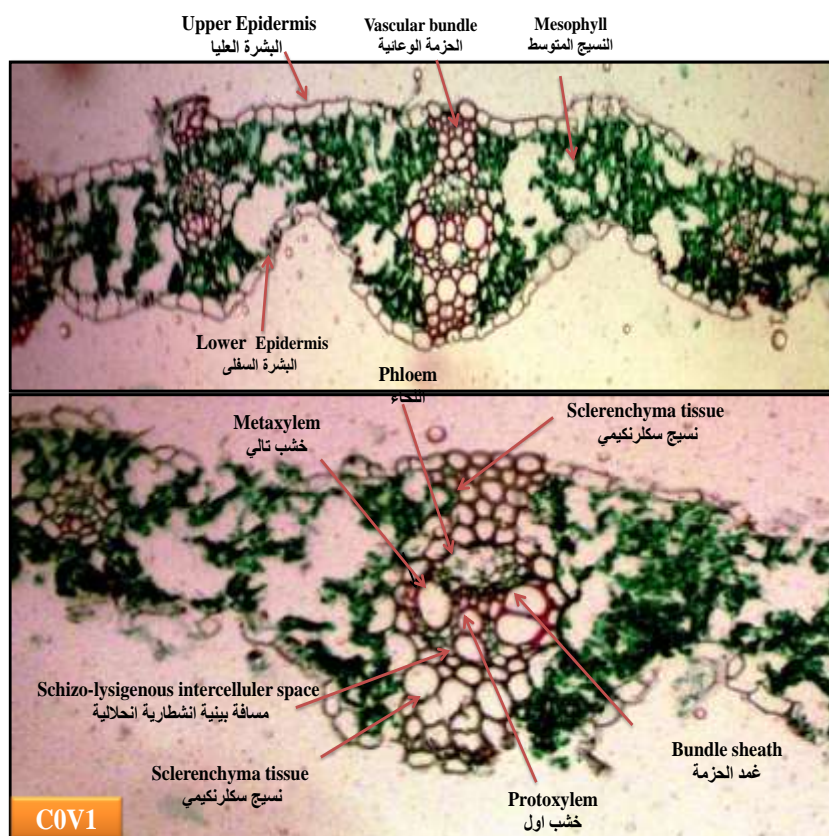 Upper Epidermis
البشرة العليا
Vascular bundle
الحزمة الوعائية
Mesophyll
النسيج المتوسط
Lower Epidermis
البشرة السفلى
Phloem
اللحاء
Metaxylem
خشب تالي
Sclerenchyma tissue
نسيج سكلرنكيمي
Schizo-lysigenous intercelluler space
مسافة بينية انشطارية انحلالية
Sclerenchyma tissue
نسيج سكلرنكيمي
Protoxylem
خشب اول
Bundle sheath
غمد الحزمة
C0V1